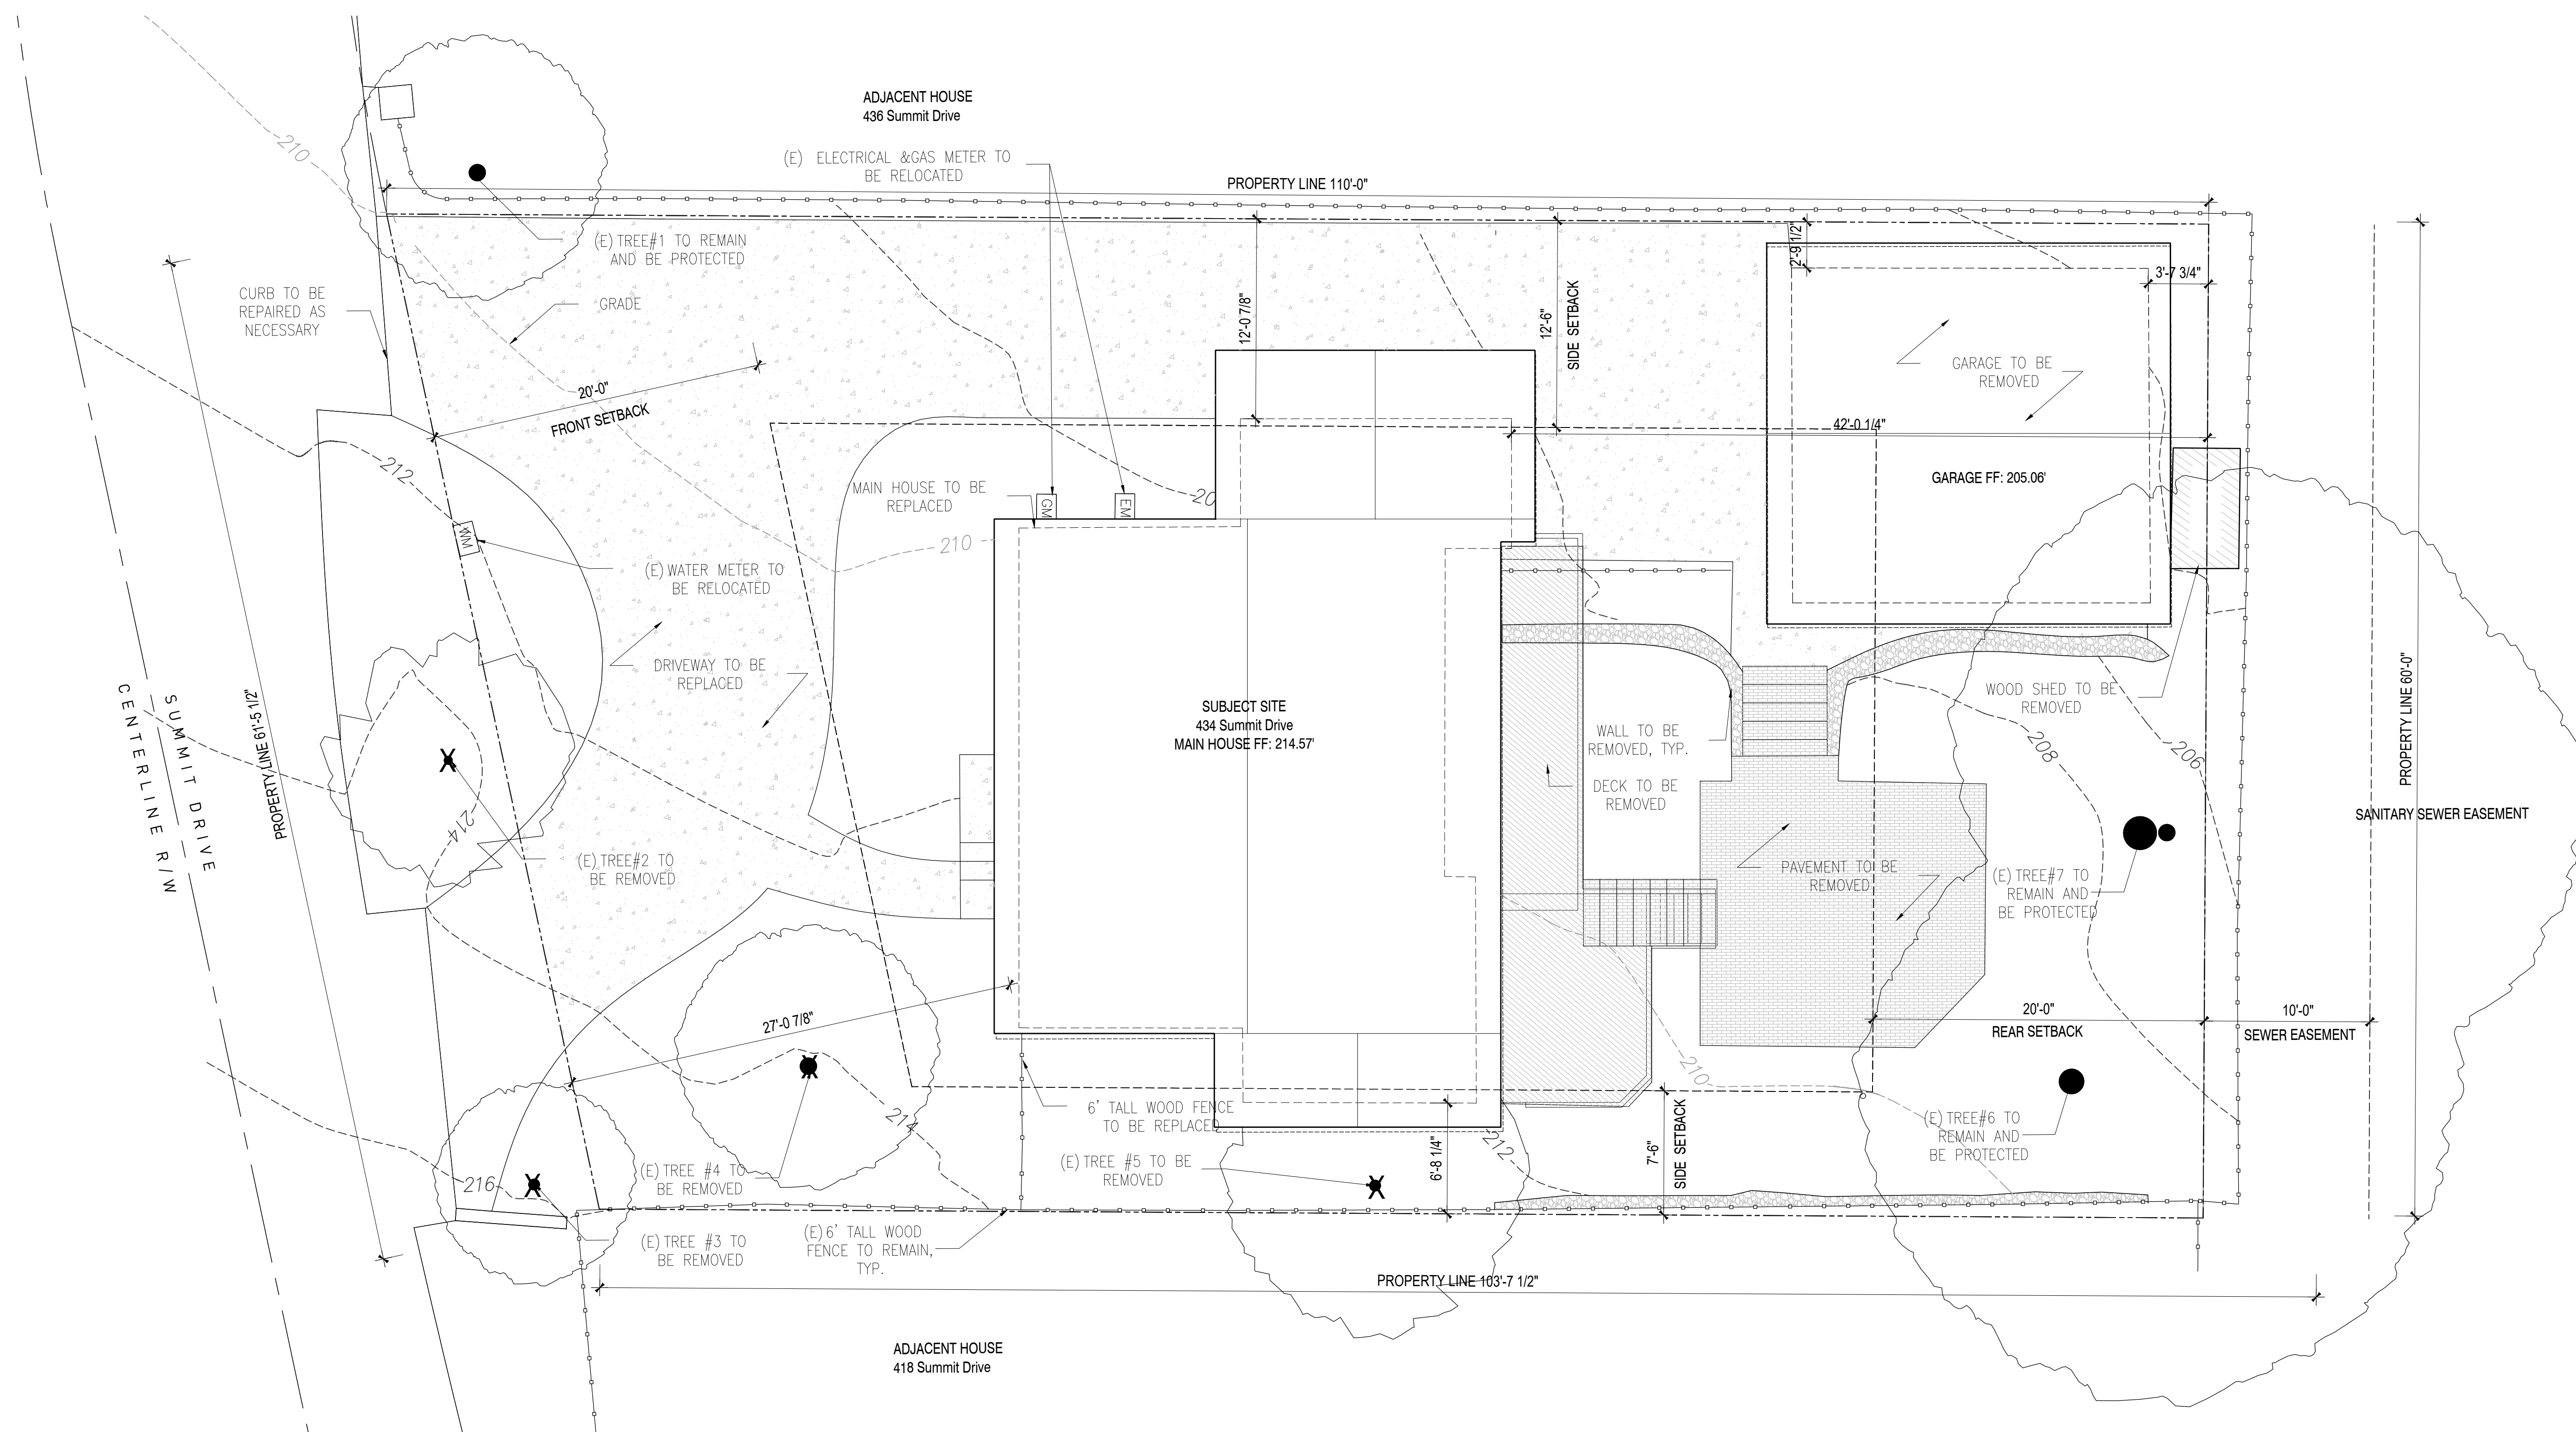 ADJACENT HOUSE
436 Summit Drive
(E) ELECTRICAL &GAS METER TO
BE RELOCATED
210
PROPERTY LINE 110'-0"
(E) TREE#1 TO REMAIN
AND BE PROTECTED
GRADE
CURB TO BE
REPAIRED AS
NECESSARY
2'-9 1/2"
3'-7 3/4"
12'-0 7/8"
12'-6"
SIDE SETBACK
GARAGE TO BE
REMOVED
20'-0"
FRONT SETBACK
42'-0 1/4"
GARAGE FF: 205.06'
212
MAIN HOUSE TO BE
REPLACED
GM
EM
20
210
WM
(E) WATER METER TO
BE RELOCATED
DRIVEWAY TO BE
REPLACED
SUMMIT DRIVE
CENTERLINE R/W
PROPERTY LINE 61'-5 1/2"
SUBJECT SITE
434 Summit Drive
MAIN HOUSE FF: 214.57'
WALL TO BE
REMOVED, TYP.
DECK TO BE
REMOVED
WOOD SHED TO BE
REMOVED
208
206
PROPERTY LINE 60'-0"
SANITARY SEWER EASEMENT
214
(E) TREE#2 TO
BE REMOVED
PAVEMENT TO BE
REMOVED
(E) TREE#7 TO
REMAIN AND
BE PROTECTED
27'-0 7/8"
20'-0"
REAR SETBACK
10'-0"
SEWER EASEMENT
210
214
6' TALL WOOD FENCE
TO BE REPLACED
(E) TREE #5 TO BE
REMOVED
6'-8 1/4"
212
7'-6"
SIDE SETBACK
(E) TREE#6 TO
REMAIN AND
BE PROTECTED
216
(E) TREE #4 TO
BE REMOVED
(E) TREE #3 TO
BE REMOVED
(E) 6' TALL WOOD
FENCE TO REMAIN,
TYP.
PROPERTY LINE 103'-7 1/2"
ADJACENT HOUSE
418 Summit Drive